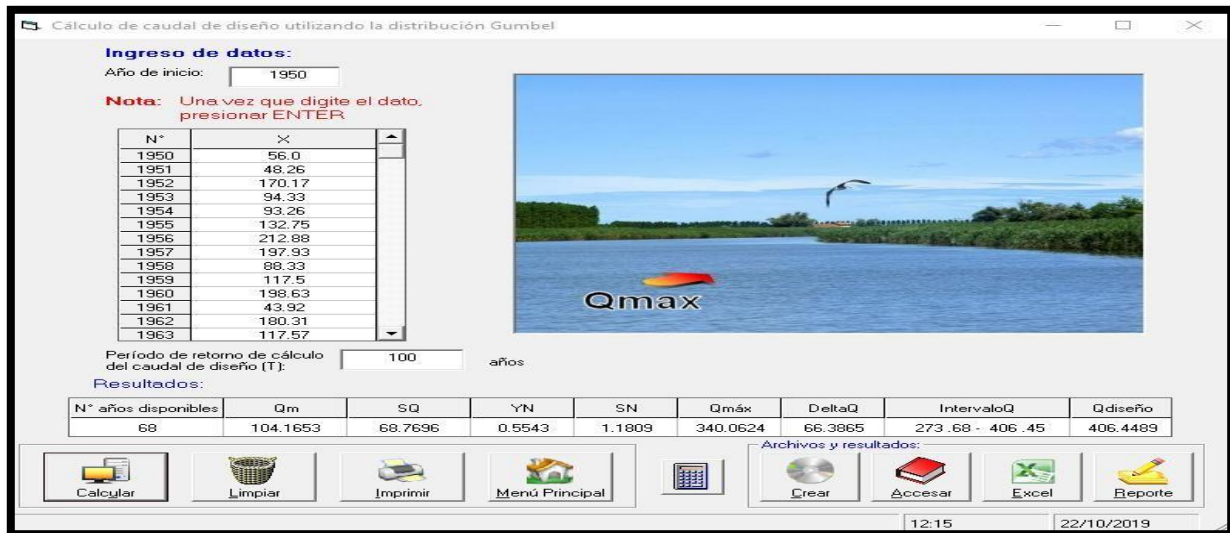 Cálculo de caudal de diseño utilizando la distribución Gumbel
Ingreso de datos:
Año de inicio: 1950
Nota: Una vez que digite el dato,
presionar ENTER
N° X
1950 56.0
1951 48.26
1952 170.17
1953 94.33
1954 93.26
1955 132.75
1956 212.88
1957 197.93
1958 88.33
1959 117.5
1960 198.63
1961 43.92
1962 180.31
1963 117.57
Qmax
Período de retorno de cálculo
del caudal de diseño (T): 100 años
Resultados:
N° años disponibles Qm SQ YN SN Qmáx DeltaQ IntervaloQ Qdiseño
68 104.1653 68.7696 0.5543 1.1809 340.0624 66.3865 273 .68 - 406 .45 406.4489
Archivos y resultados:
Calcular Limpiar Imprimir Menú Principal Crear Accesar Excel Reporte
12:15 22/10/2019